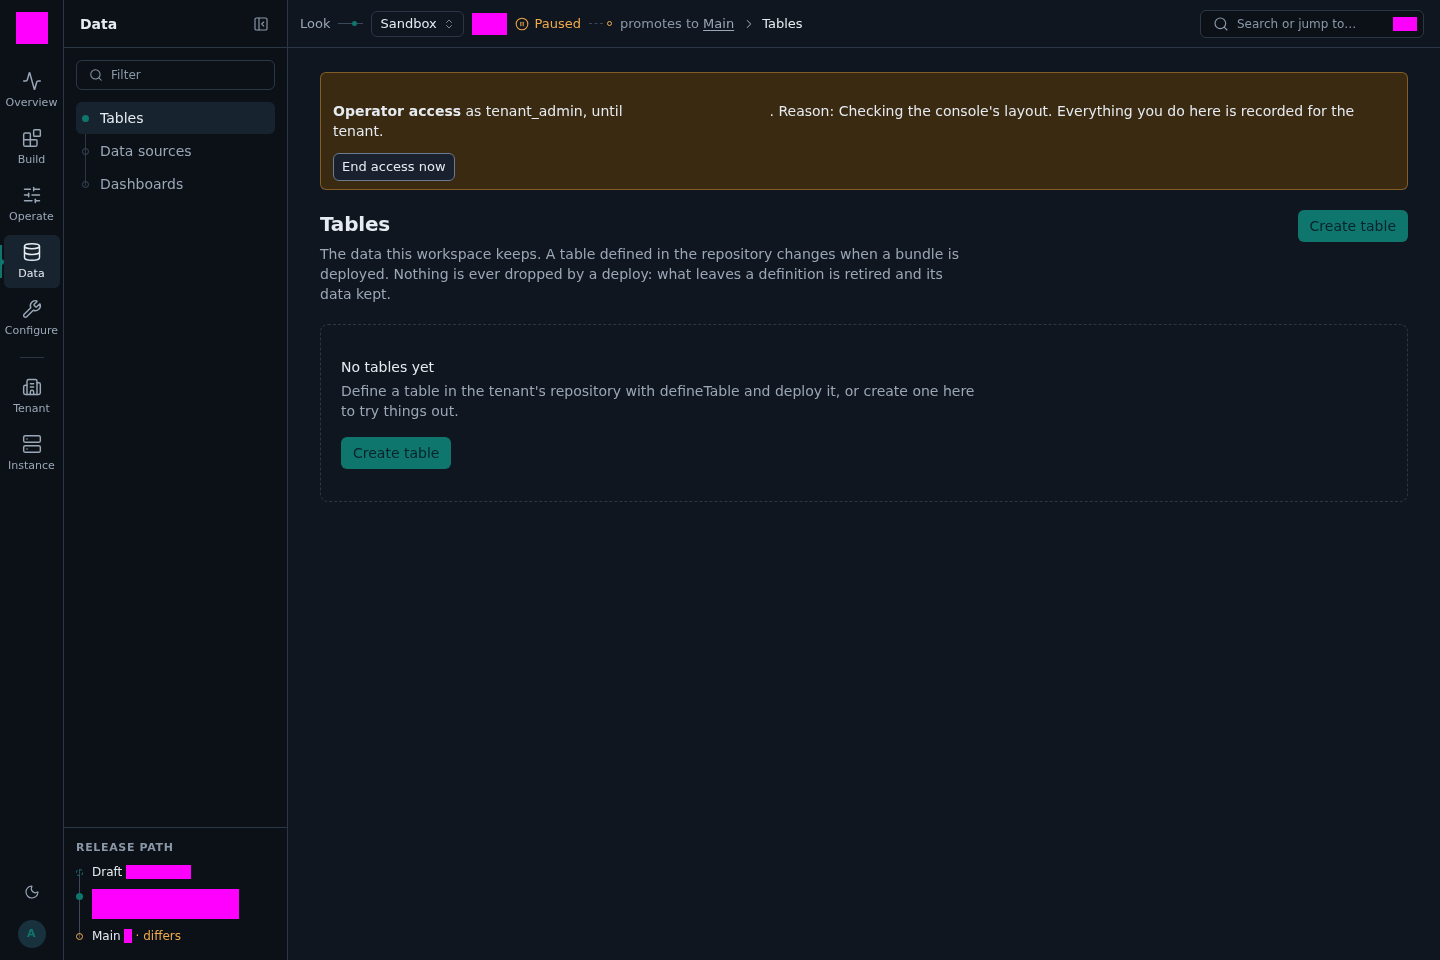 Data
Look
Sandbox
Paused
promotes to Main
Tables
Search or jump to...
Overview
Build
Operate
Data
Configure
Tenant
Instance
A
Filter
Tables
Data sources
Dashboards
RELEASE PATH
Draft
Main · differs
Operator access as tenant_admin, until . Reason: Checking the console's layout. Everything you do here is recorded for the
tenant.
End access now
Tables
Create table
The data this workspace keeps. A table defined in the repository changes when a bundle is
deployed. Nothing is ever dropped by a deploy: what leaves a definition is retired and its
data kept.
No tables yet
Define a table in the tenant's repository with defineTable and deploy it, or create one here
to try things out.
Create table